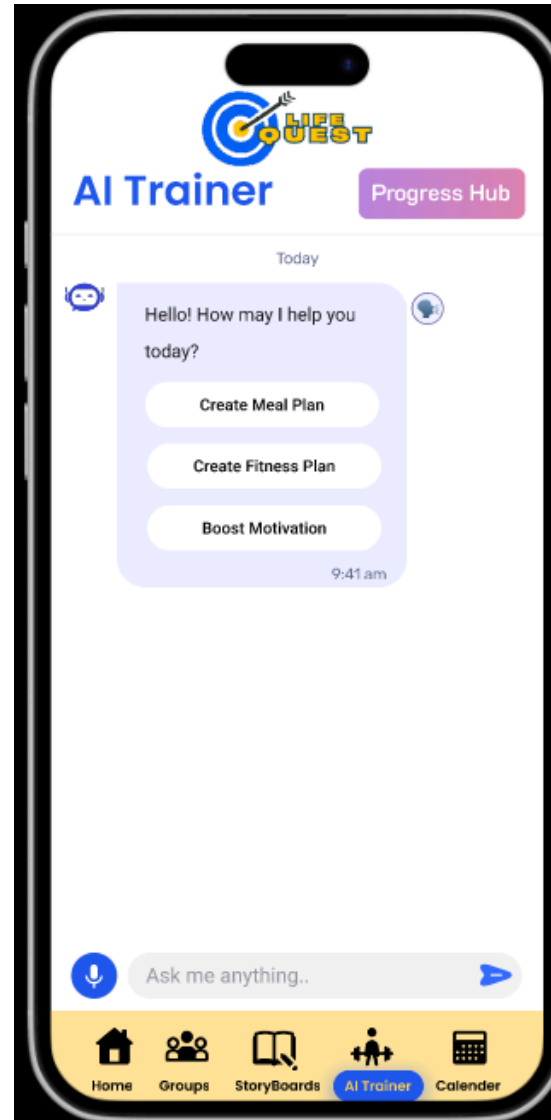 LIFE
QUEST
AI Trainer
Progress Hub
Today
Hello! How may I help you
today?
Create Meal Plan
Create Fitness Plan
Boost Motivation
9:41 am
Ask me anything..
Home Groups StoryBoards AI Trainer Calender